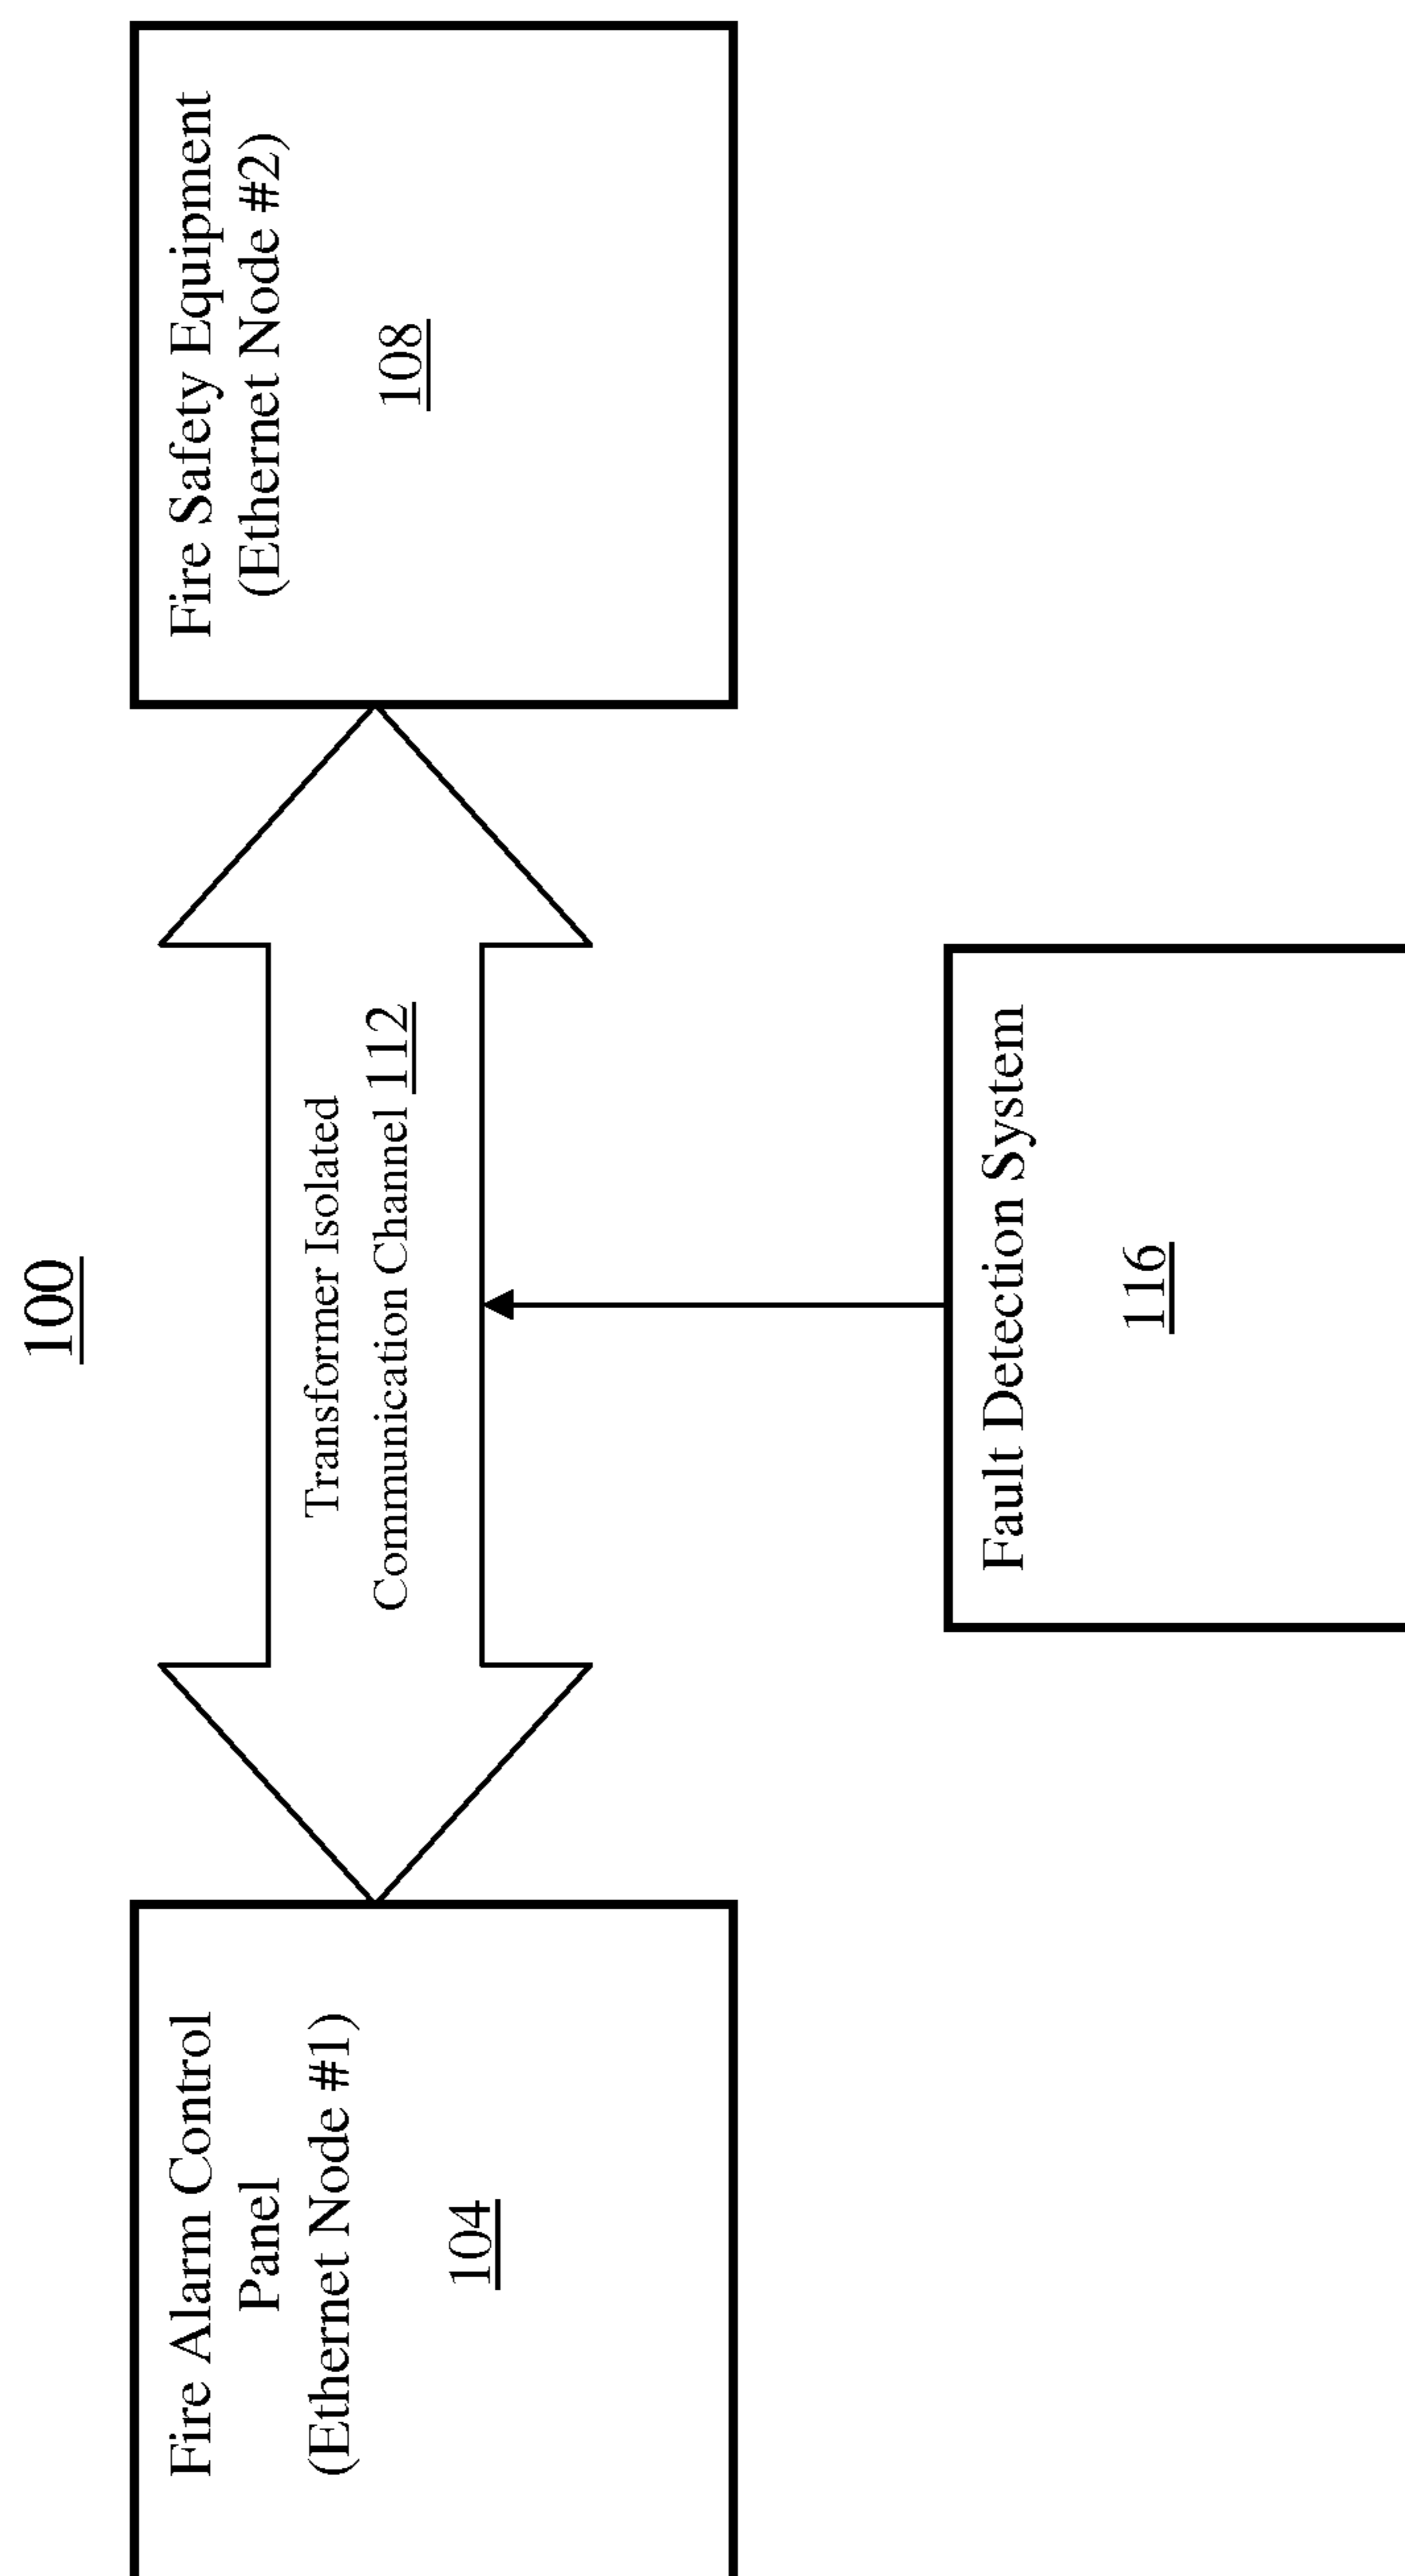 100
Fire Alarm Control
Panel
(Ethernet Node #1)
104
Transformer Isolated
Communication Channel 112
Fire Safety Equipment
(Ethernet Node #2)
108
Fault Detection System
116